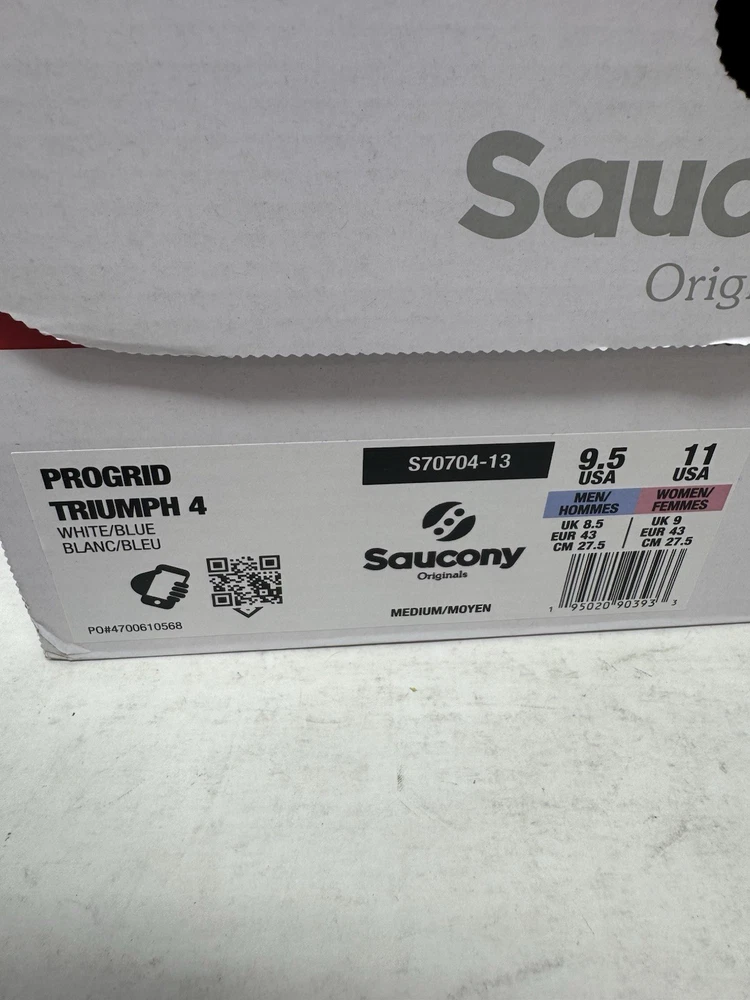 Sauc
Orig
PROGRID
TRIUMPH 4
WHITE/BLUE
BLANC/BLEU
PO#4700610568
S70704-13
Saucony
Originals
MEDIUM/MOYEN
9.5
USA
MEN/
HOMMES
UK 8.5
EUR 43
CM 27.5
11
USA
WOMEN/
FEMMES
UK 9
EUR 43
CM 27.5
1 95020 90393 3